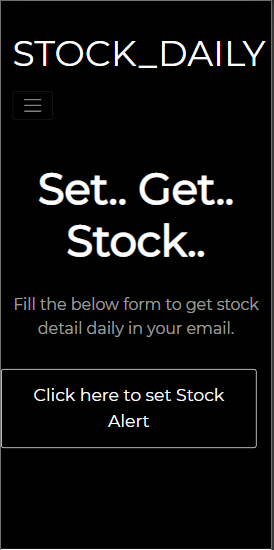 STOCK_DAILY
Set.. Get..
Stock..
Fill the below form to get stock
detail daily in your email.
Click here to set Stock
Alert